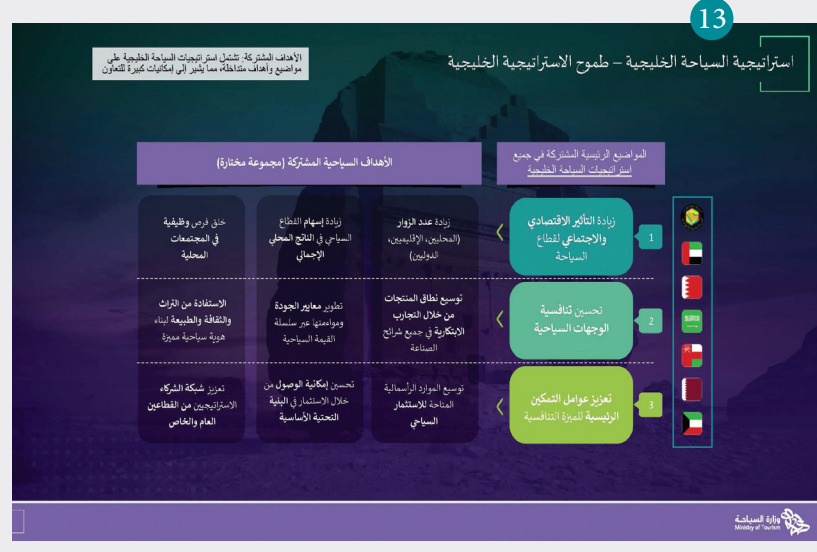 13
استراتيجية السياحة الخليجية – طموح الاستراتيجية الخليجية
الأهداف المشتركة: تشتمل استراتيجيات السياحة الخليجية على
مواضيع وأهداف متداخلة، مما يشير إلى إمكانيات كبيرة للتعاون
المواضيع الرئيسية المشتركة في جميع
استراتيجيات السياحة الخليجية
الأهداف السياحية المشتركة (مجموعة مختارة)
1
زيادة التأثير الاقتصادي
والاجتماعي لقطاع
السياحة
زيادة عدد الزوار
(المحليين، الإقليميين،
الدوليين)
زيادة إسهام القطاع
السياحي في الناتج المحلي
الإجمالي
خلق فرص وظيفية
في المجتمعات
المحلية
2
تحسين تنافسية
الوجهات السياحية
توسيع نطاق المنتجات
من خلال التجارب
الابتكارية في جميع شرائح
الصناعة
تطوير معايير الجودة
ومواءمتها عبر سلسلة
القيمة السياحية
الاستفادة من التراث
والثقافة والطبيعة لبناء
هوية سياحية مميزة
3
تعزيز عوامل التمكين
الرئيسية للميزة التنافسية
توسيع الموارد الرأسمالية
المتاحة للاستثمار
السياحي
تحسين إمكانية الوصول من
خلال الاستثمار في البنية
التحتية الأساسية
تعزيز شبكة الشركاء
الاستراتيجيين من القطاعين
العام والخاص
وزارة السياحة
Ministry of Tourism